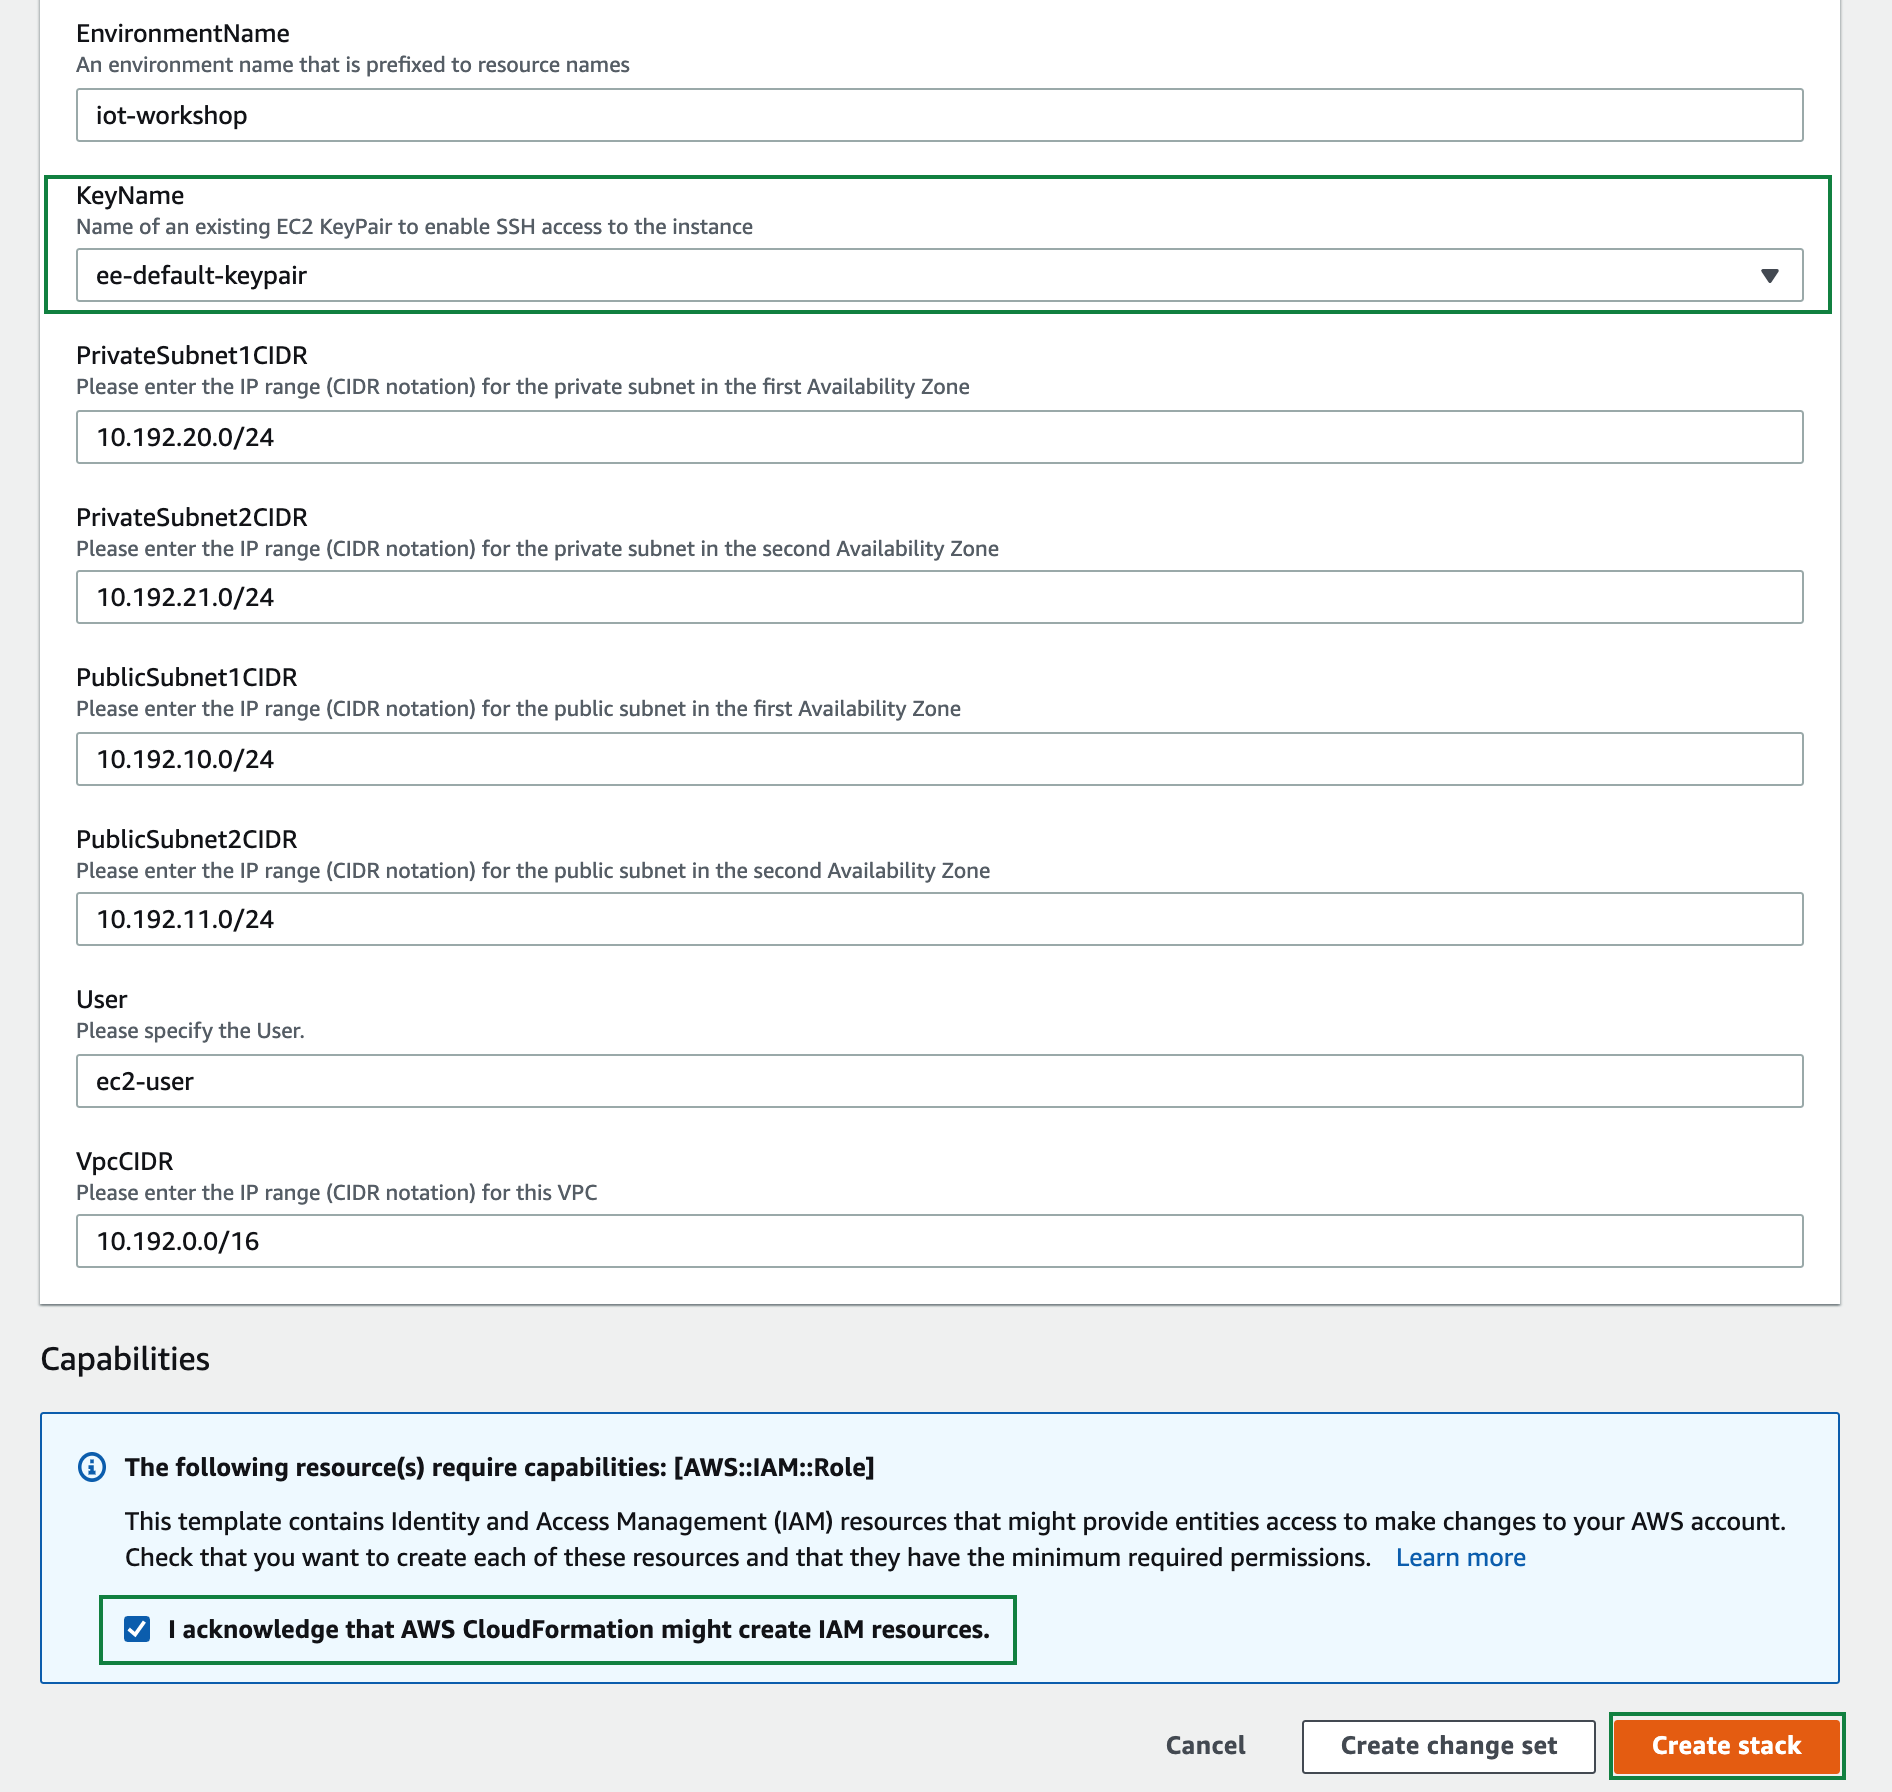 EnvironmentName
An environment name that is prefixed to resource names
iot-workshop
KeyName
Name of an existing EC2 KeyPair to enable SSH access to the instance
ee-default-keypair
PrivateSubnet1CIDR
Please enter the IP range (CIDR notation) for the private subnet in the first Availability Zone
10.192.20.0/24
PrivateSubnet2CIDR
Please enter the IP range (CIDR notation) for the private subnet in the second Availability Zone
10.192.21.0/24
PublicSubnet1CIDR
Please enter the IP range (CIDR notation) for the public subnet in the first Availability Zone
10.192.10.0/24
PublicSubnet2CIDR
Please enter the IP range (CIDR notation) for the public subnet in the second Availability Zone
10.192.11.0/24
User
Please specify the User.
ec2-user
VpcCIDR
Please enter the IP range (CIDR notation) for this VPC
10.192.0.0/16
Capabilities
The following resource(s) require capabilities: [AWS::IAM::Role]
This template contains Identity and Access Management (IAM) resources that might provide entities access to make changes to your AWS account.
Check that you want to create each of these resources and that they have the minimum required permissions. Learn more
I acknowledge that AWS CloudFormation might create IAM resources.
Cancel Create change set Create stack